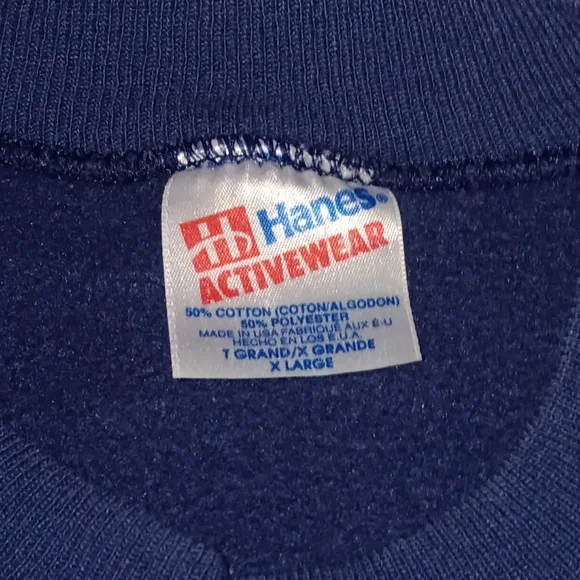 Hanes®
ACTIVEWEAR
50% COTTON (COTON/ALGODON)
50% POLYESTER
MADE IN USA FABRIQUE AUX É-U
HECHO EN LOS E.U.A.
T GRAND/X GRANDE
X LARGE